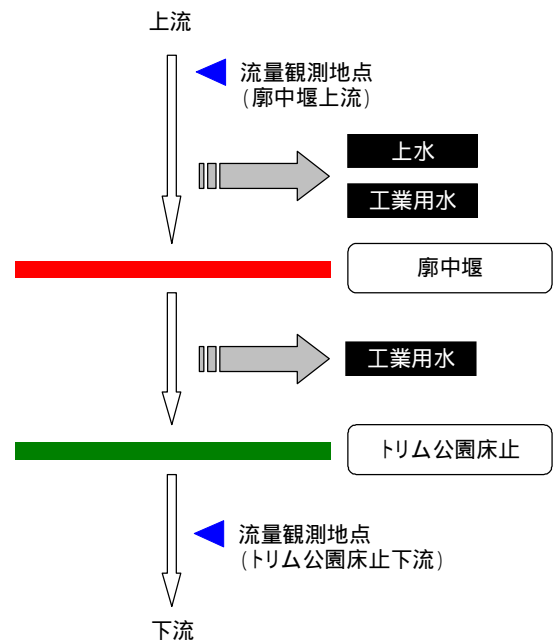 上流
流量観測地点
(廓中堰上流)
上水
工業用水
廓中堰
工業用水
トリム公園床止
流量観測地点
(トリム公園床止下流)
下流